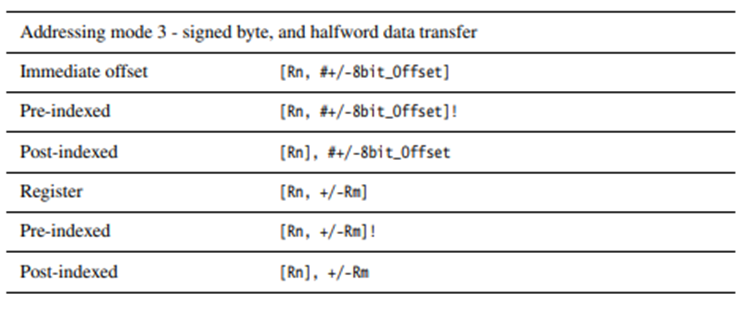 Addressing mode 3 - signed byte, and halfword data transfer
Immediate offset [Rn, #+/-8bit_Offset]
Pre-indexed [Rn, #+/-8bit_Offset]!
Post-indexed [Rn], #+/-8bit_Offset
Register [Rn, +/-Rm]
Pre-indexed [Rn, +/-Rm]!
Post-indexed [Rn], +/-Rm